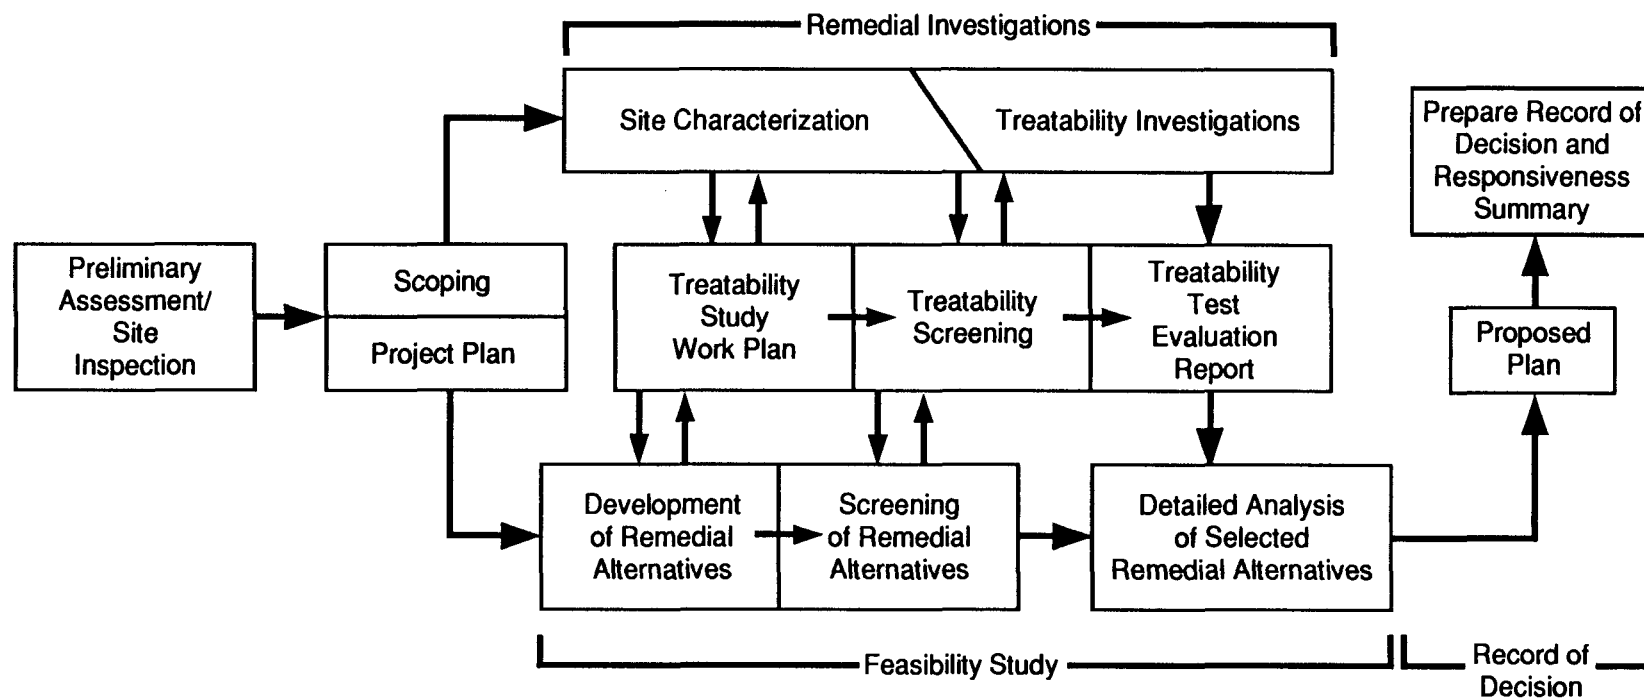 Remedial Investigations
Site Characterization
Treatability Investigations
Prepare Record of
Decision and
Responsiveness
Summary
Preliminary
Assessment/
Site
Inspection
Scoping
Project Plan
Treatability
Study
Work Plan
Treatability
Screening
Treatability
Test
Evaluation
Report
Proposed
Plan
Development
of Remedial
Alternatives
Screening
of Remedial
Alternatives
Detailed Analysis
of Selected
Remedial Alternatives
Feasibility Study
Record of
Decision